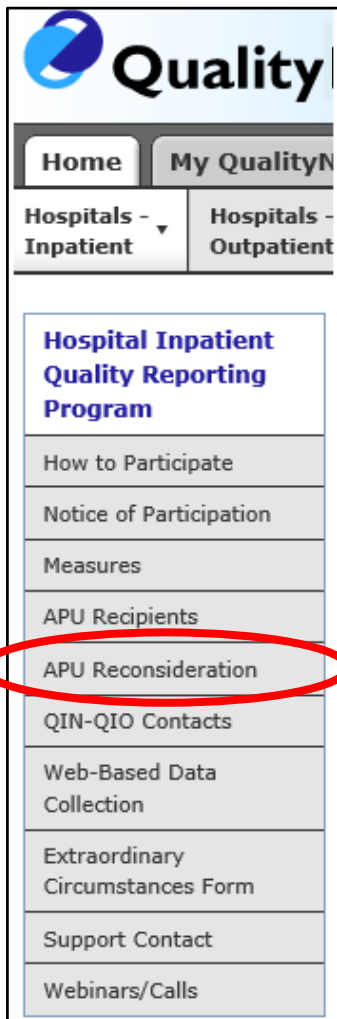 Quality
Home My QualityN
Hospitals -
Inpatient
Hospitals -
Outpatient
Hospital Inpatient
Quality Reporting
Program
How to Participate
Notice of Participation
Measures
APU Recipients
APU Reconsideration
QIN-QIO Contacts
Web-Based Data
Collection
Extraordinary
Circumstances Form
Support Contact
Webinars/Calls